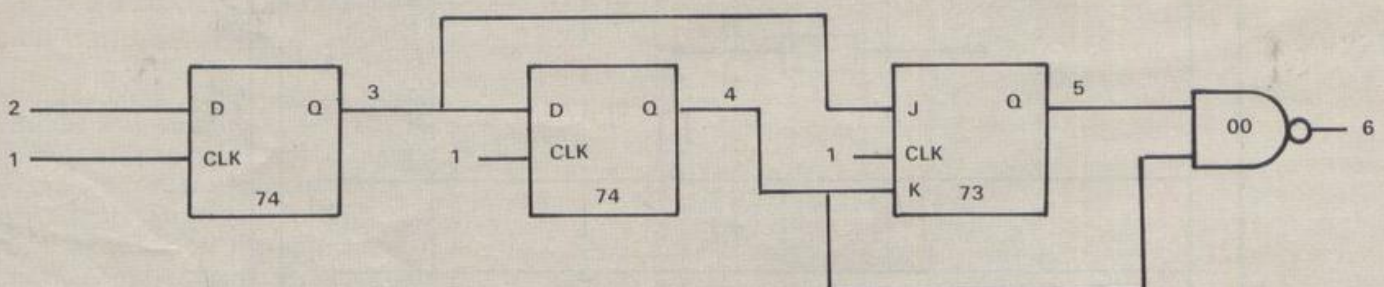 3 4 5
2 D Q D Q J Q 00 6
1 CLK 1 CLK 1 CLK
K
74 74 73